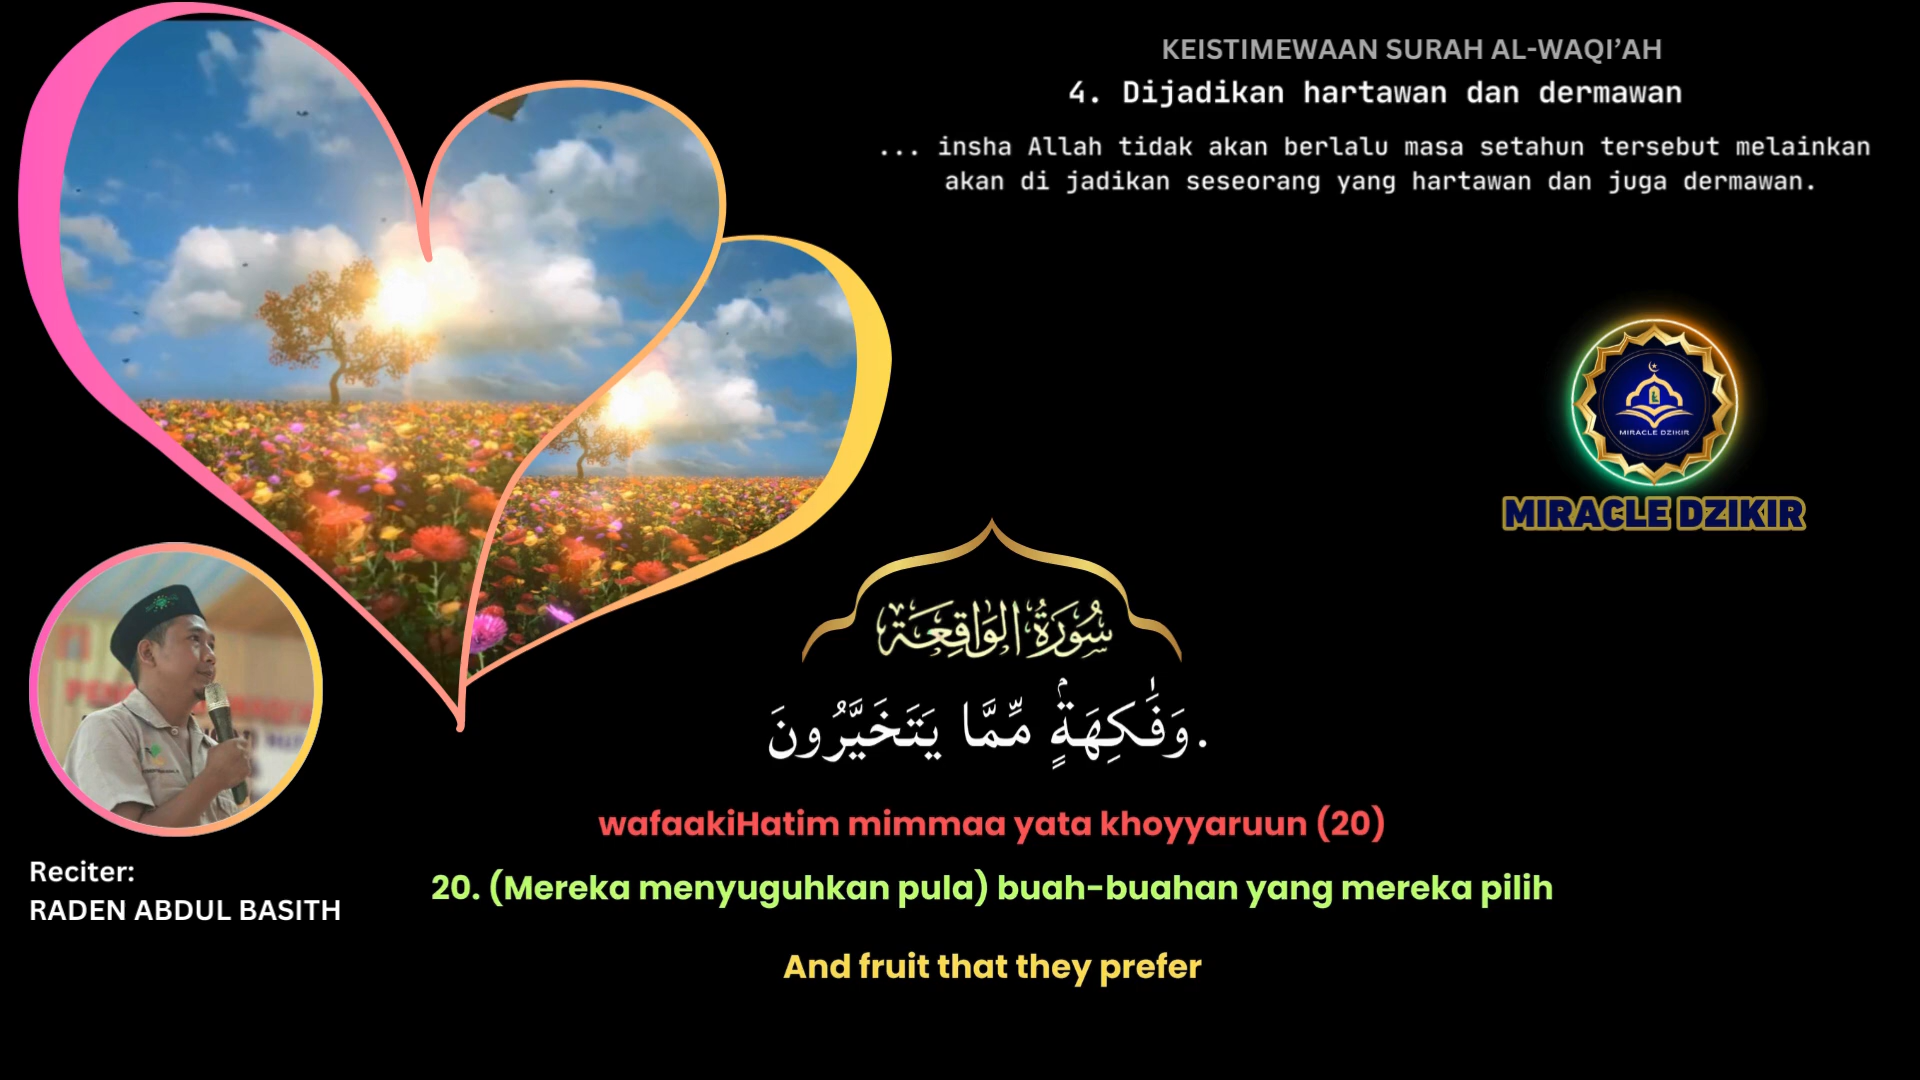 KEISTIMEWAAN SURAH AL-WAQI’AH
4. Dijadikan hartawan dan dermawan
... insha Allah tidak akan berlalu masa setahun tersebut melainkan
akan di jadikan seseorang yang hartawan dan juga dermawan.
MIRACLE DZIKIR
MIRACLE DZIKIR
سُورَةُ الوَاقِعَة
وَفَٰكِهَةٍۢ مِّمَّا يَتَخَيَّرُونَ.
wafaakiHatim mimmaa yata khoyyaruun (20)
20. (Mereka menyuguhkan pula) buah-buahan yang mereka pilih
And fruit that they prefer
Reciter:
RADEN ABDUL BASITH